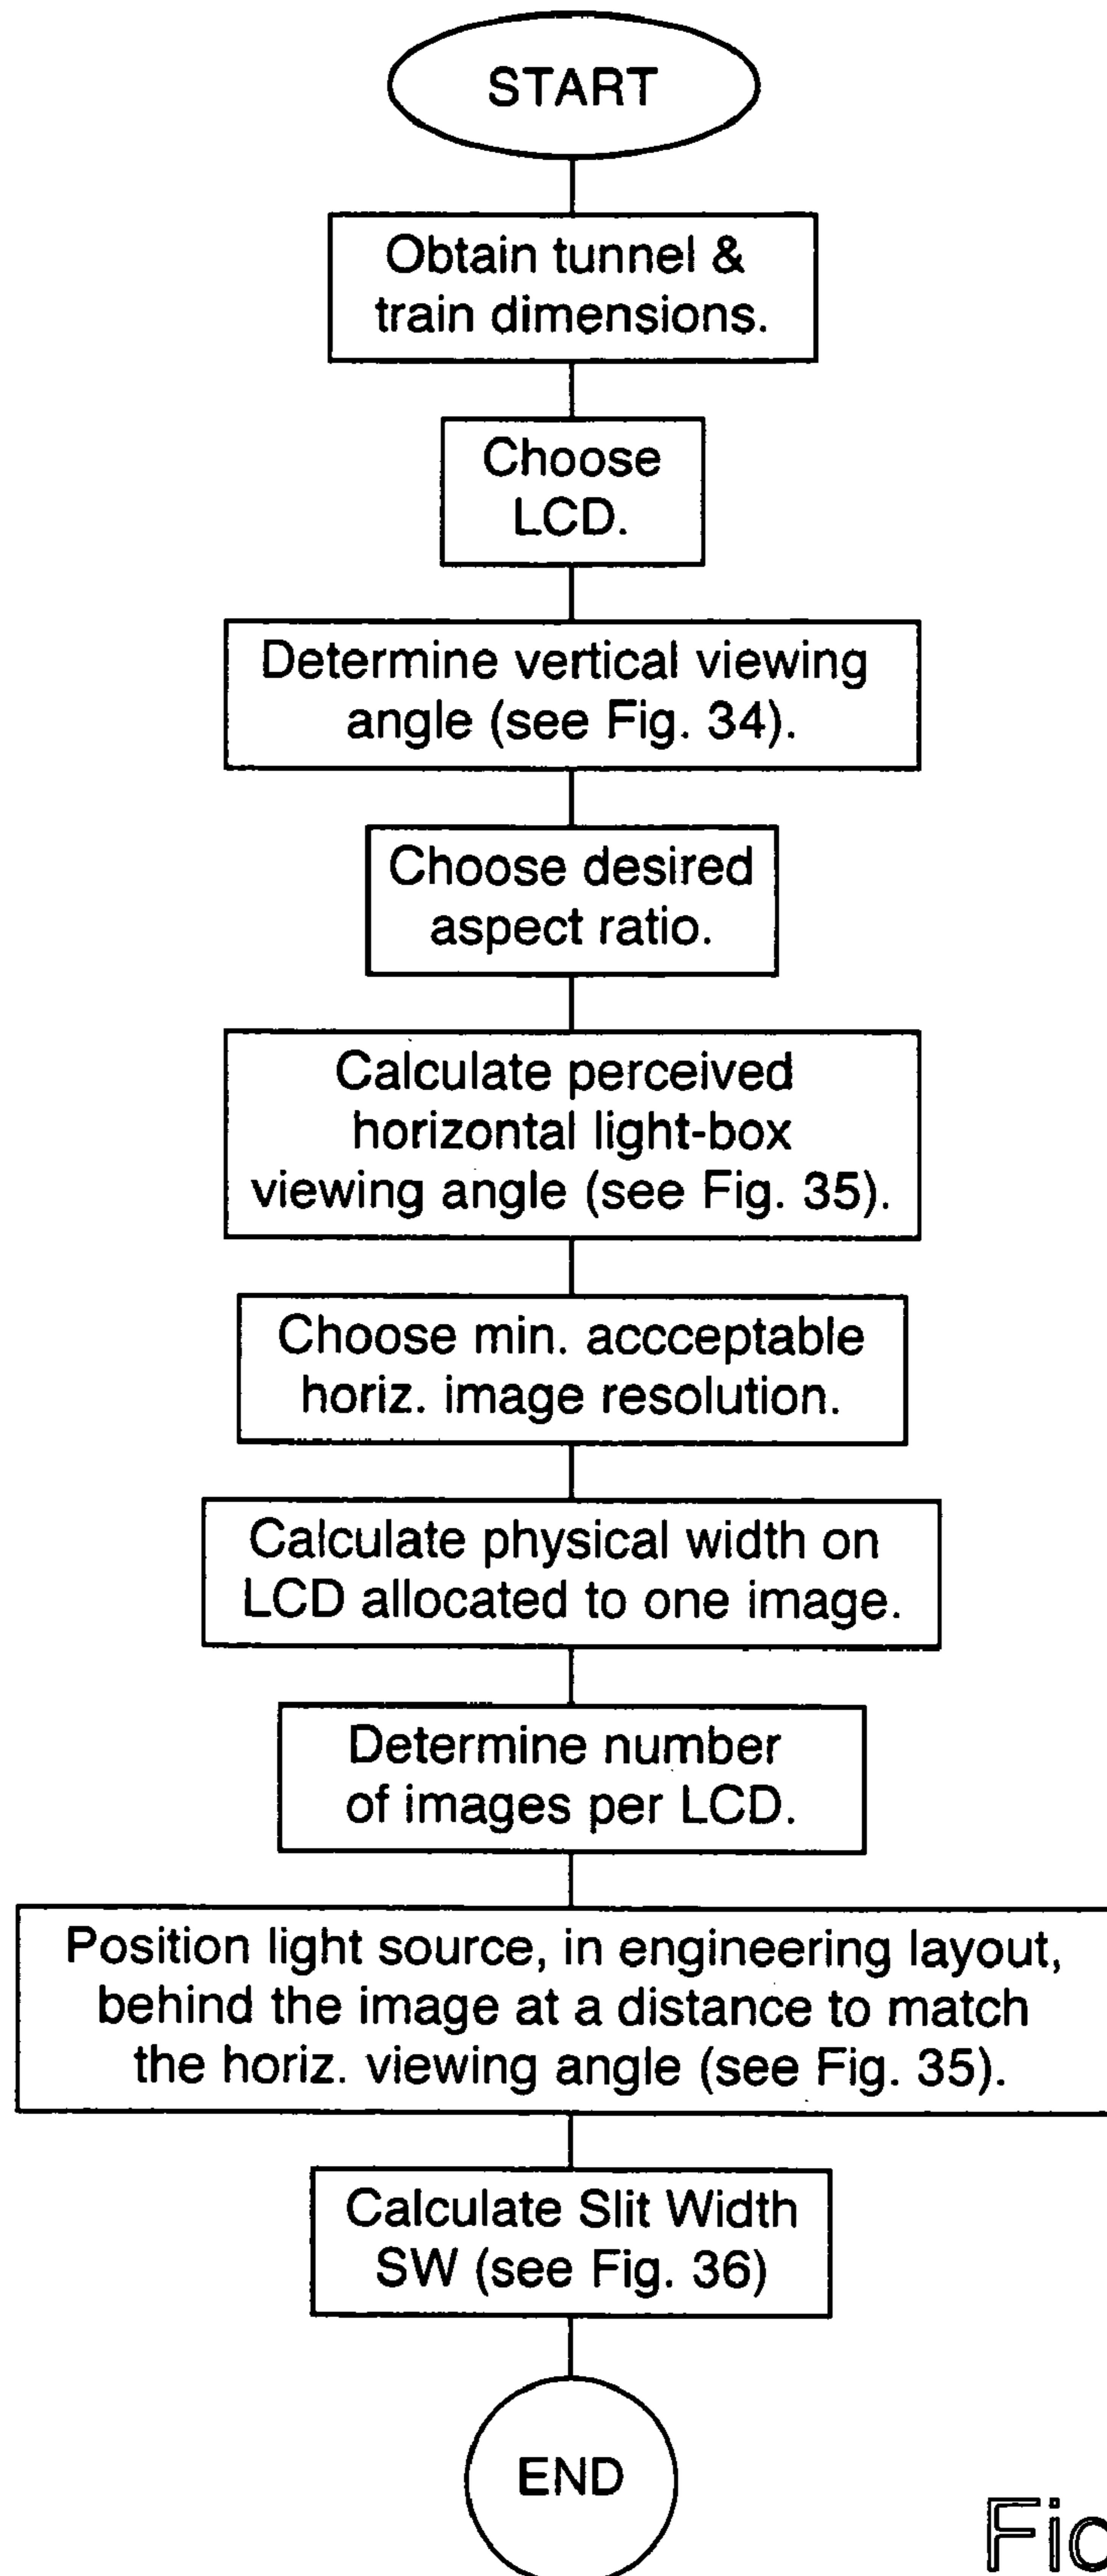 START
Obtain tunnel &
train dimensions.
Choose
LCD.
Determine vertical viewing
angle (see Fig. 34).
Choose desired
aspect ratio.
Calculate perceived
horizontal light-box
viewing angle (see Fig. 35).
Choose min. accceptable
horiz. image resolution.
Calculate physical width on
LCD allocated to one image.
Determine number
of images per LCD.
Position light source, in engineering layout,
behind the image at a distance to match
the horiz. viewing angle (see Fig. 35).
Calculate Slit Width
SW (see Fig. 36)
END